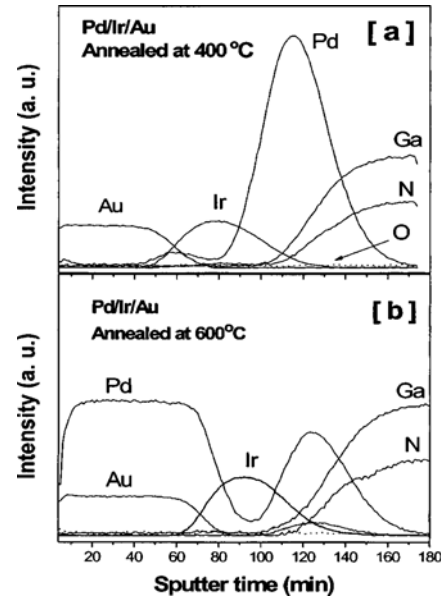 Pd/Ir/Au
Annealed at 400 °C
[ a ]
Pd
Ga
Ir
N
Au
O
Intensity (a. u.)
Pd/Ir/Au
Annealed at 600°C
[ b ]
Pd
Ga
Ir
N
Au
Intensity (a. u.)
20 40 60 80 100 120 140 160 180
Sputter time (min)